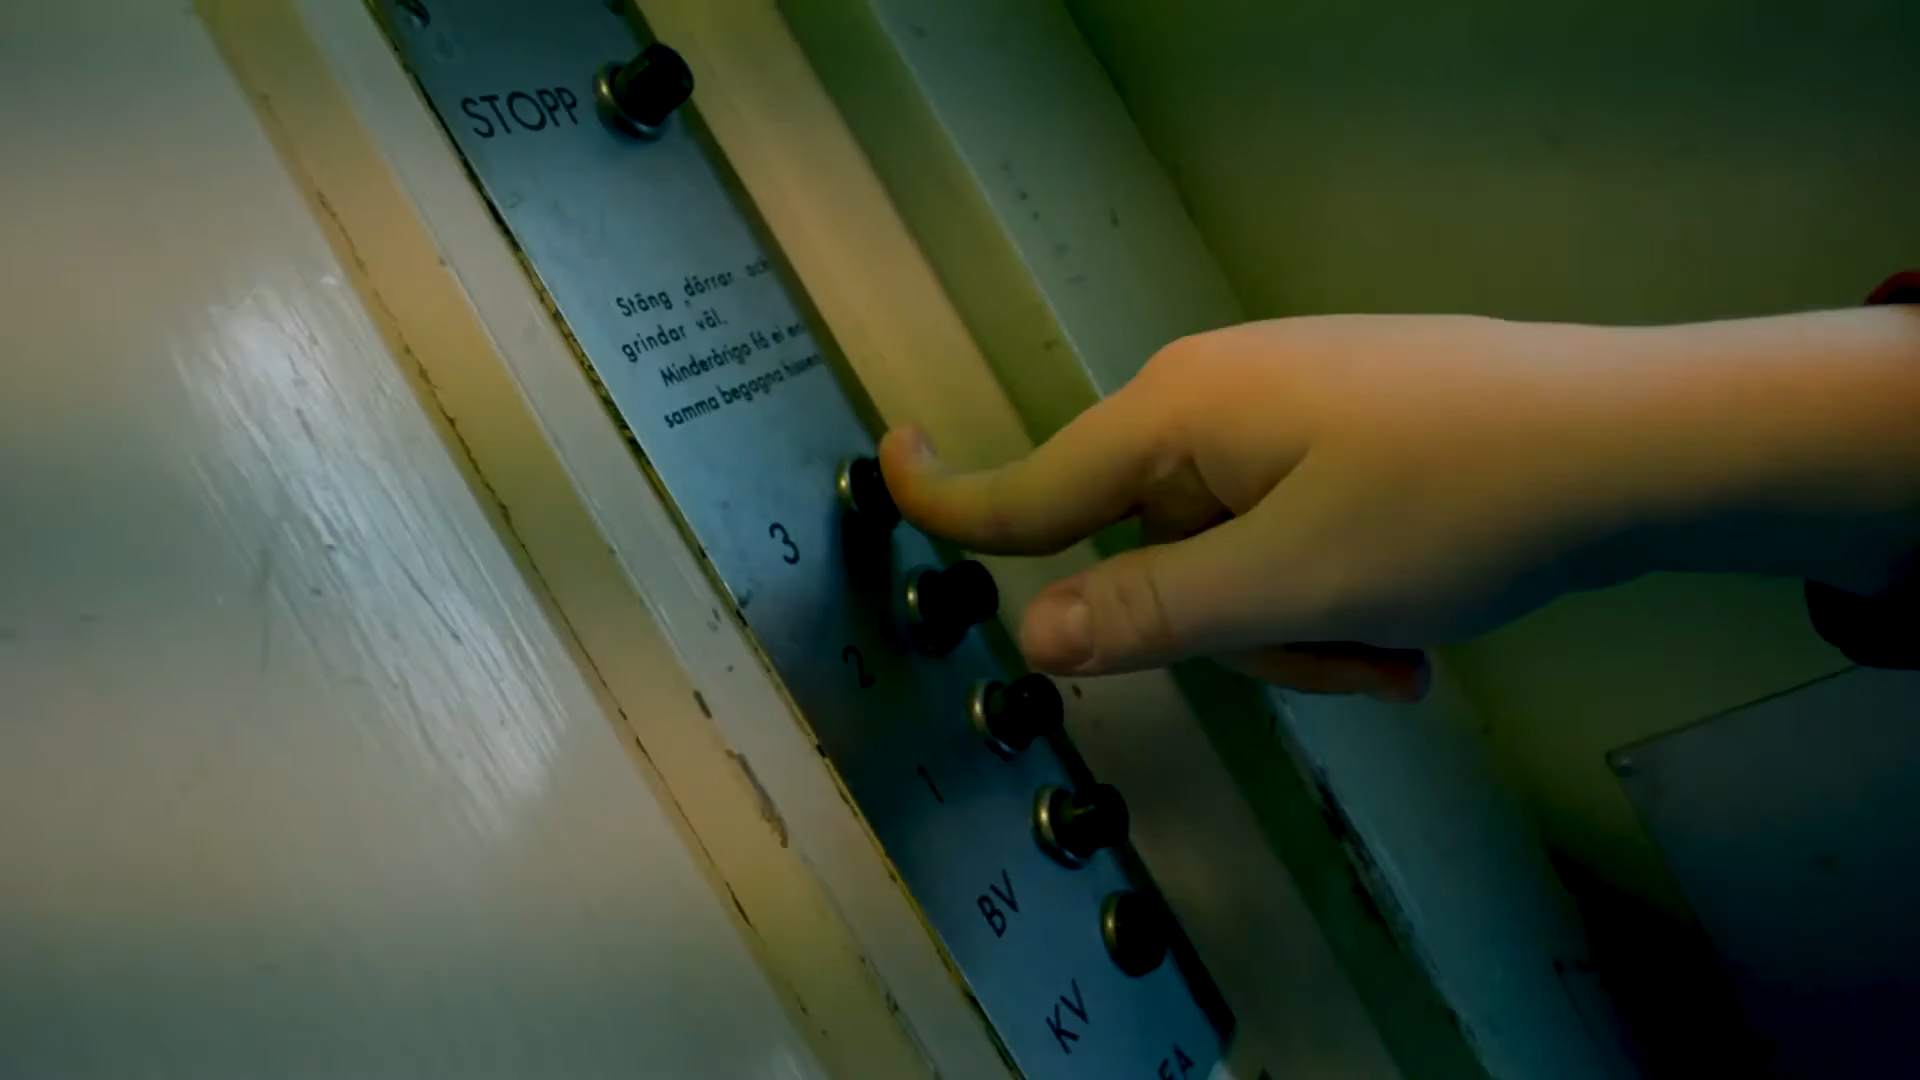 STOPP
Stäng dörrar och
grindar väl.
Minderåriga få ej en-
samma begagna hissen
3
2
1
BV
KV